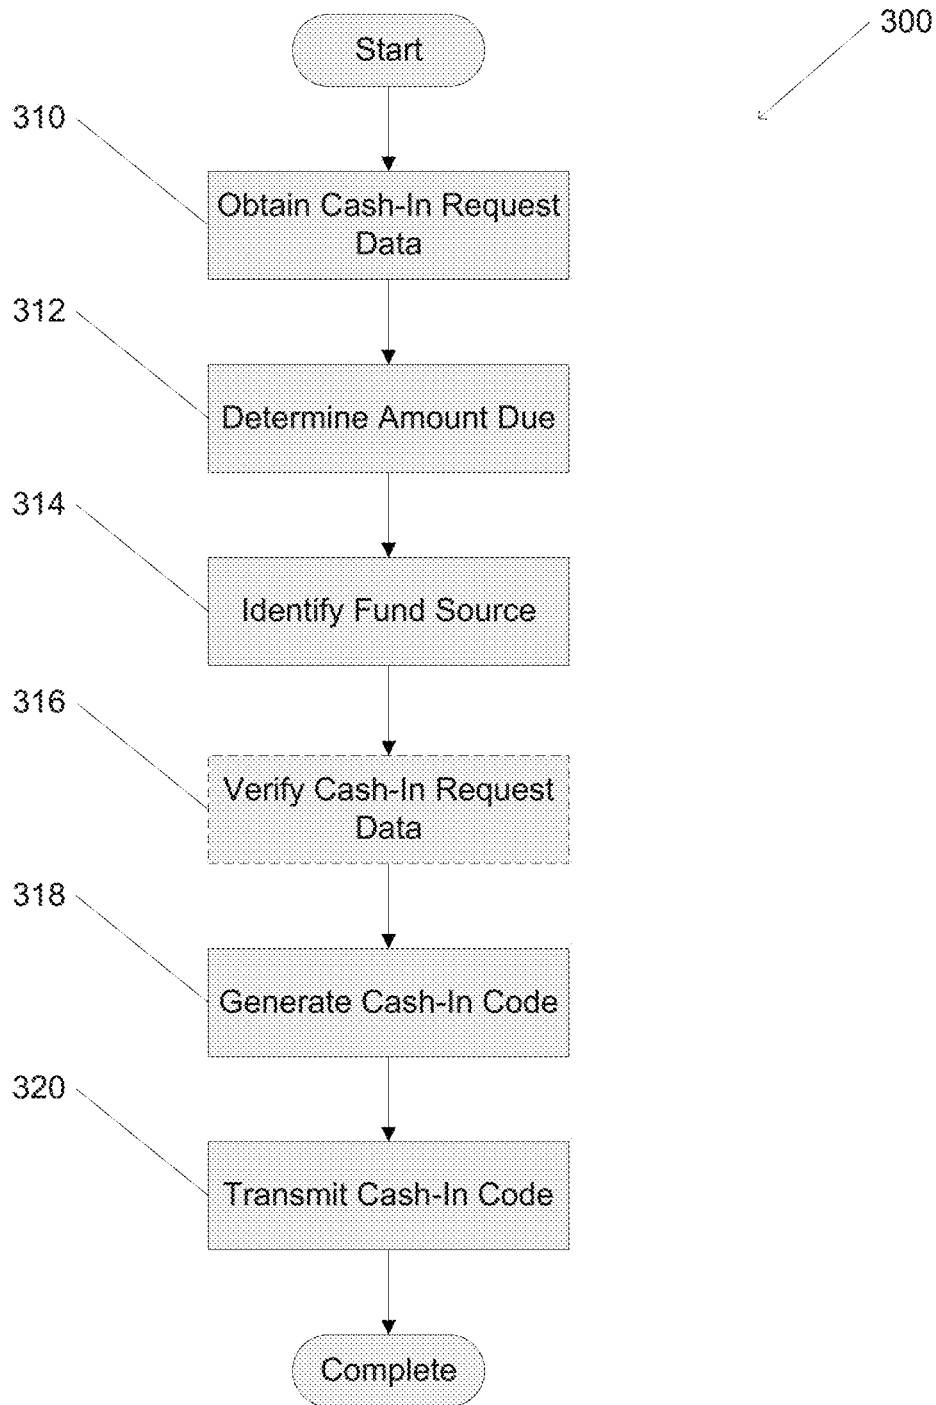 300
Start
310
Obtain Cash-In Request
Data
312
Determine Amount Due
314
Identify Fund Source
316
Verify Cash-In Request
Data
318
Generate Cash-In Code
320
Transmit Cash-In Code
Complete